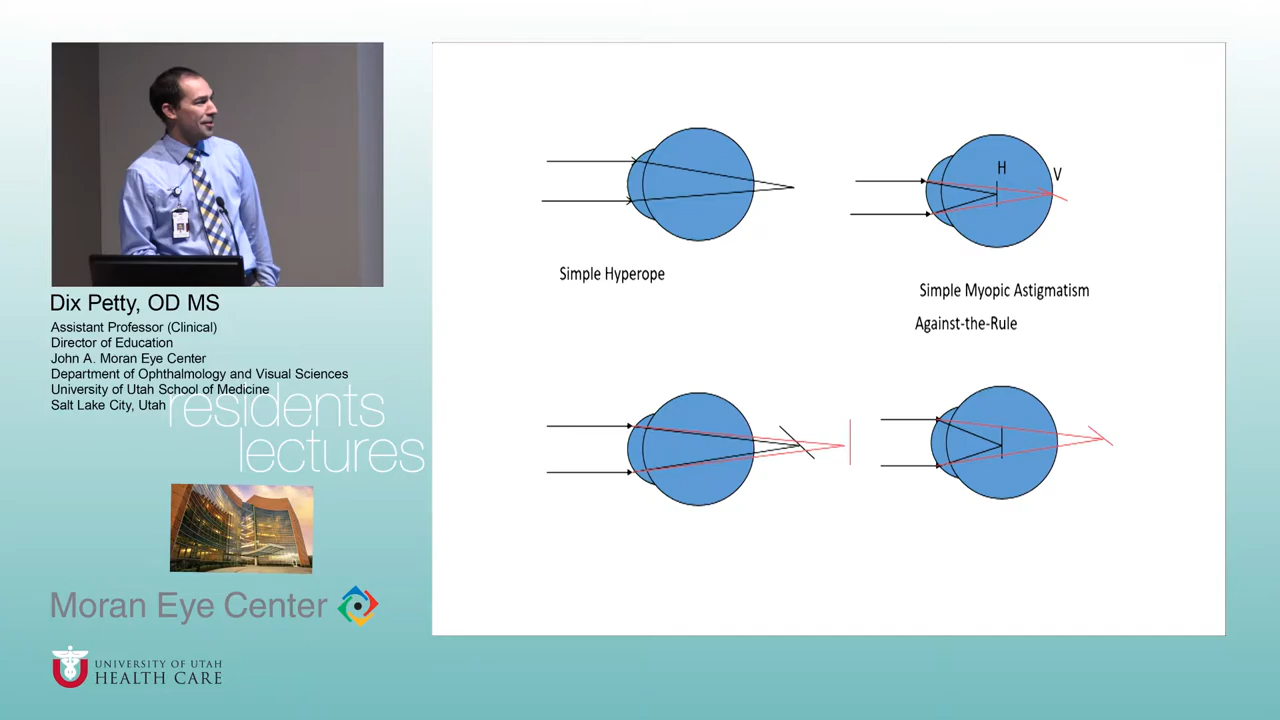 Dix Petty, OD MS
Assistant Professor (Clinical)
Director of Education
John A. Moran Eye Center
Department of Ophthalmology and Visual Sciences
University of Utah School of Medicine
Salt Lake City, Utah
residents
lectures
Moran Eye Center
UNIVERSITY OF UTAH
HEALTH CARE
H
V
Simple Hyperope
Simple Myopic Astigmatism
Against-the-Rule